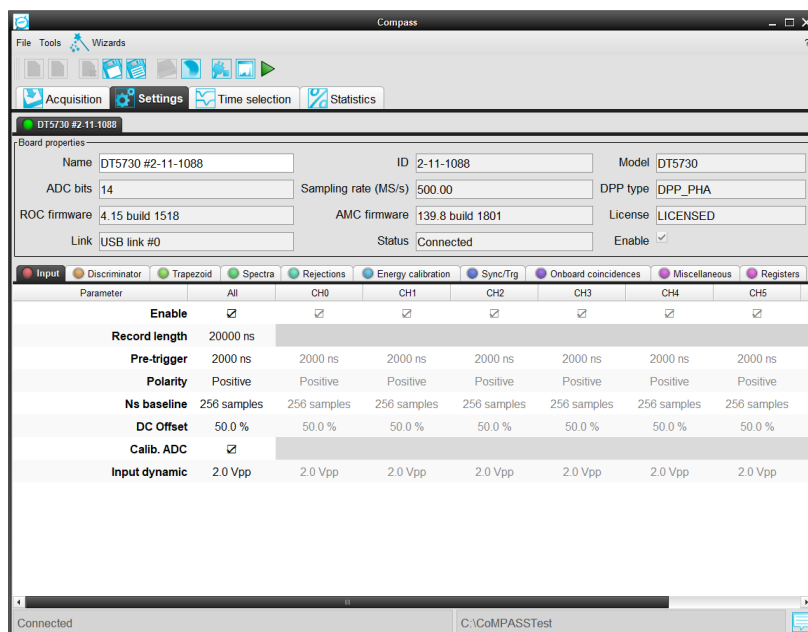 Compass
File Tools Wizards ?
Acquisition Settings Time selection Statistics
DT5730 #2-11-1088
Board properties
Name DT5730 #2-11-1088 ID 2-11-1088 Model DT5730
ADC bits 14 Sampling rate (MS/s) 500.00 DPP type DPP_PHA
ROC firmware 4.15 build 1518 AMC firmware 139.8 build 1801 License LICENSED
Link USB link #0 Status Connected Enable
Input Discriminator Trapezoid Spectra Rejections Energy calibration Sync/Trg Onboard coincidences Miscellaneous Registers
Parameter All CH0 CH1 CH2 CH3 CH4 CH5
Enable
Record length 20000 ns
Pre-trigger 2000 ns 2000 ns 2000 ns 2000 ns 2000 ns 2000 ns 2000 ns
Polarity Positive Positive Positive Positive Positive Positive Positive
Ns baseline 256 samples 256 samples 256 samples 256 samples 256 samples 256 samples 256 samples
DC Offset 50.0 % 50.0 % 50.0 % 50.0 % 50.0 % 50.0 % 50.0 %
Calib. ADC
Input dynamic 2.0 Vpp 2.0 Vpp 2.0 Vpp 2.0 Vpp 2.0 Vpp 2.0 Vpp 2.0 Vpp
Connected C:\CoMPASSTest